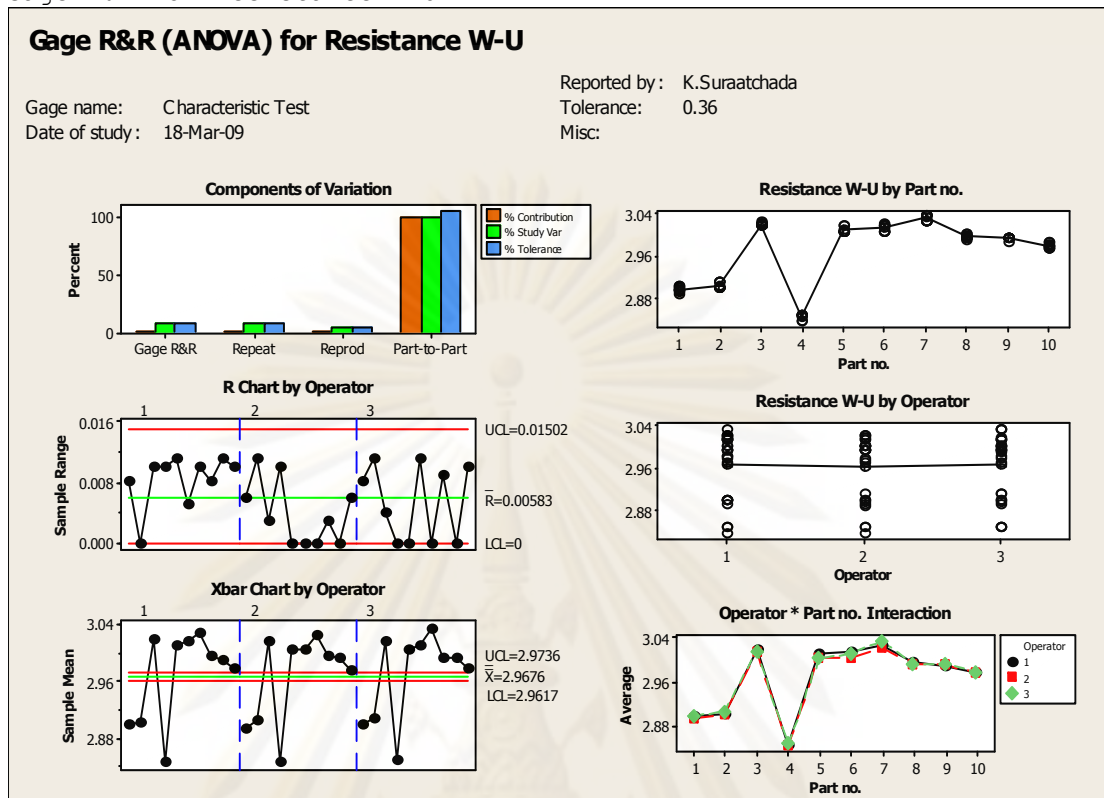 Gage R&R (ANOVA) for Resistance W-U
Gage name: Characteristic Test
Date of study: 18-Mar-09
Reported by: K.Suraatchada
Tolerance: 0.36
Misc:
Components of Variation
Percent
100
50
0
Gage R&R Repeat Reprod Part-to-Part
% Contribution
% Study Var
% Tolerance
R Chart by Operator
1 2 3
Sample Range
0.016
0.008
0.000
UCL=0.01502
R̅=0.00583
LCL=0
Xbar Chart by Operator
1 2 3
Sample Mean
3.04
2.96
2.88
UCL=2.9736
X̿=2.9676
LCL=2.9617
Resistance W-U by Part no.
3.04
2.96
2.88
1 2 3 4 5 6 7 8 9 10
Part no.
Resistance W-U by Operator
3.04
2.96
2.88
1 2 3
Operator
Operator * Part no. Interaction
Average
3.04
2.96
2.88
1 2 3 4 5 6 7 8 9 10
Part no.
Operator
1
2
3